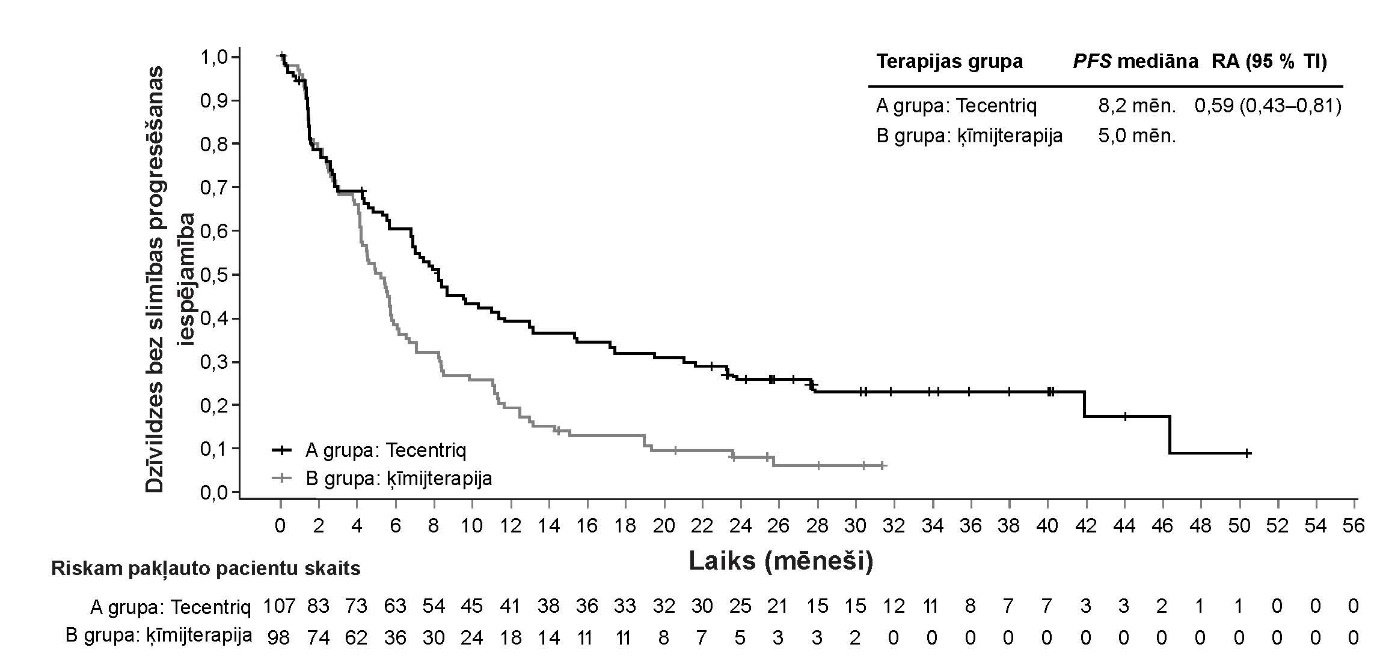 Terapijas grupa PFS mediāna RA (95 % TI)
A grupa: Tecentriq 8,2 mēn. 0,59 (0,43–0,81)
B grupa: ķīmijterapija 5,0 mēn.
Dzīvildzes bez slimības progresēšanas
iespējamība
1,0
0,9
0,8
0,7
0,6
0,5
0,4
0,3
0,2
0,1
0,0
A grupa: Tecentriq
B grupa: ķīmijterapija
0 2 4 6 8 10 12 14 16 18 20 22 24 26 28 30 32 34 36 38 40 42 44 46 48 50 52 54 56
Laiks (mēneši)
Riskam pakļauto pacientu skaits
A grupa: Tecentriq 107 83 73 63 54 45 41 38 36 33 32 30 25 21 15 15 12 11 8 7 7 3 3 2 1 1 0 0 0
B grupa: ķīmijterapija 98 74 62 36 30 24 18 14 11 11 8 7 5 3 3 2 0 0 0 0 0 0 0 0 0 0 0 0 0